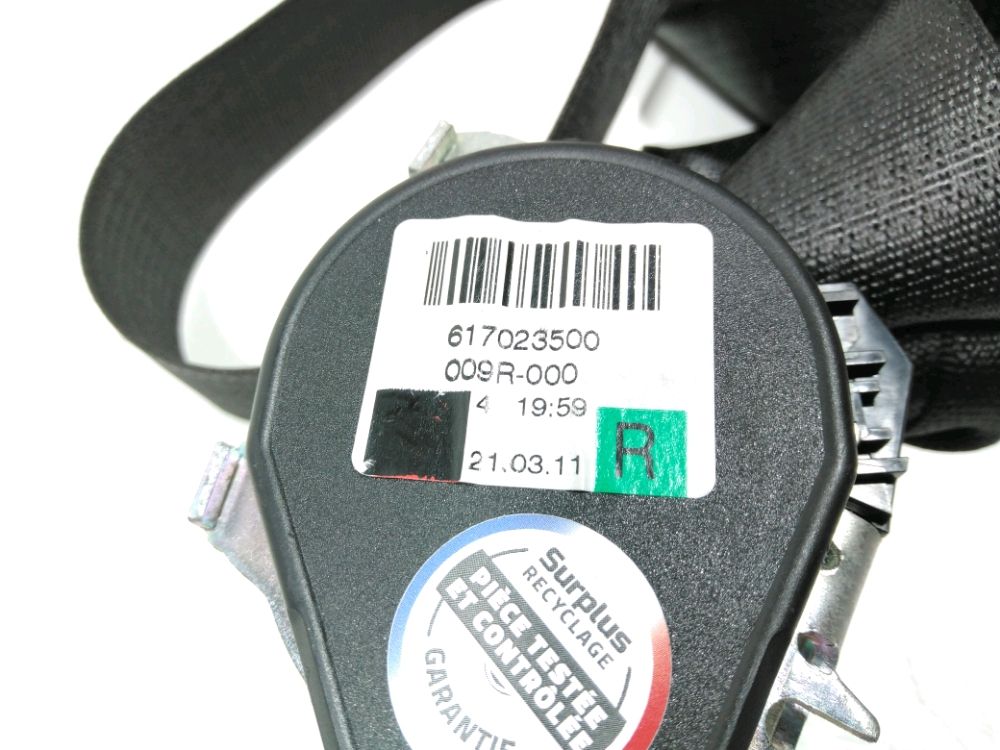 617023500
009R-000
4 19:59
21.03.11
R
Surplus
RECYCLAGE
PIÈCE TESTÉE
ET CONTRÔLÉE
GARANTIE